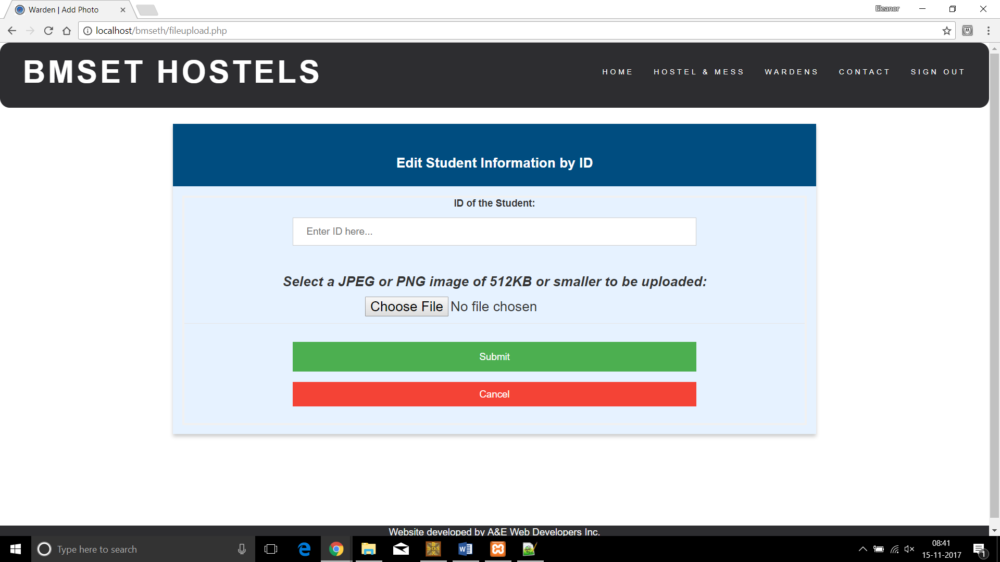 Warden | Add Photo
Eleanor
localhost/bmseth/fileupload.php
BMSET HOSTELS
HOME HOSTEL & MESS WARDENS CONTACT SIGN OUT
Edit Student Information by ID
ID of the Student:
Enter ID here...
Select a JPEG or PNG image of 512KB or smaller to be uploaded:
Choose File No file chosen
Submit
Cancel
Website developed by A&E Web Developers Inc.
Type here to search
08:41
15-11-2017
1